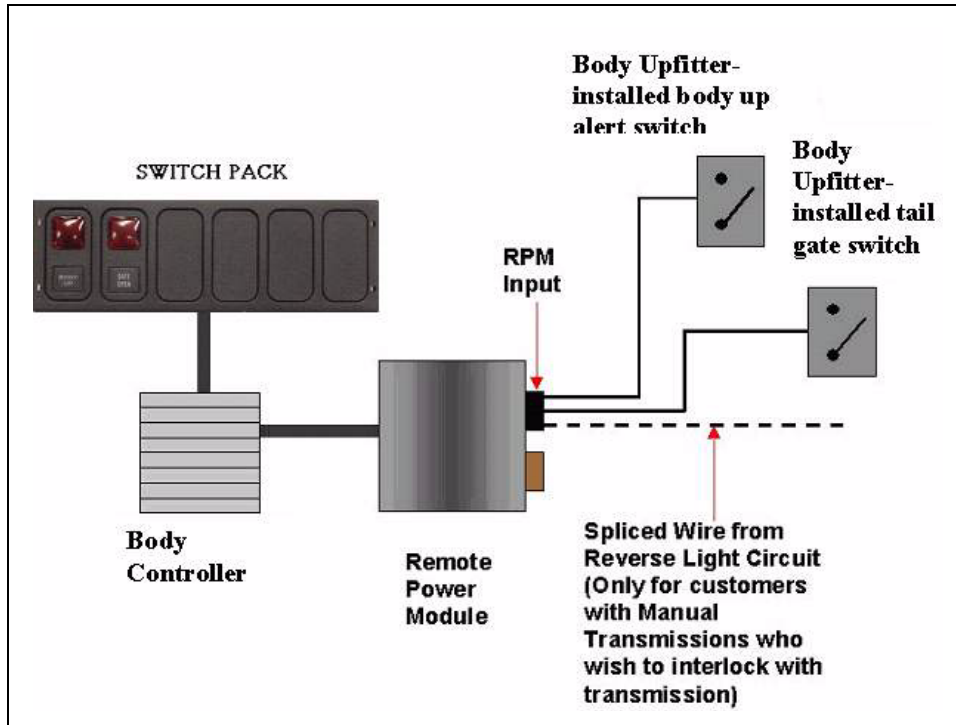 Body Upfitter-
installed body up
alert switch
Body
Upfitter-
installed tail
gate switch
SWITCH PACK
GATE
OPEN
RPM
Input
Body
Controller
Remote
Power
Module
Spliced Wire from
Reverse Light Circuit
(Only for customers
with Manual
Transmissions who
wish to interlock with
transmission)